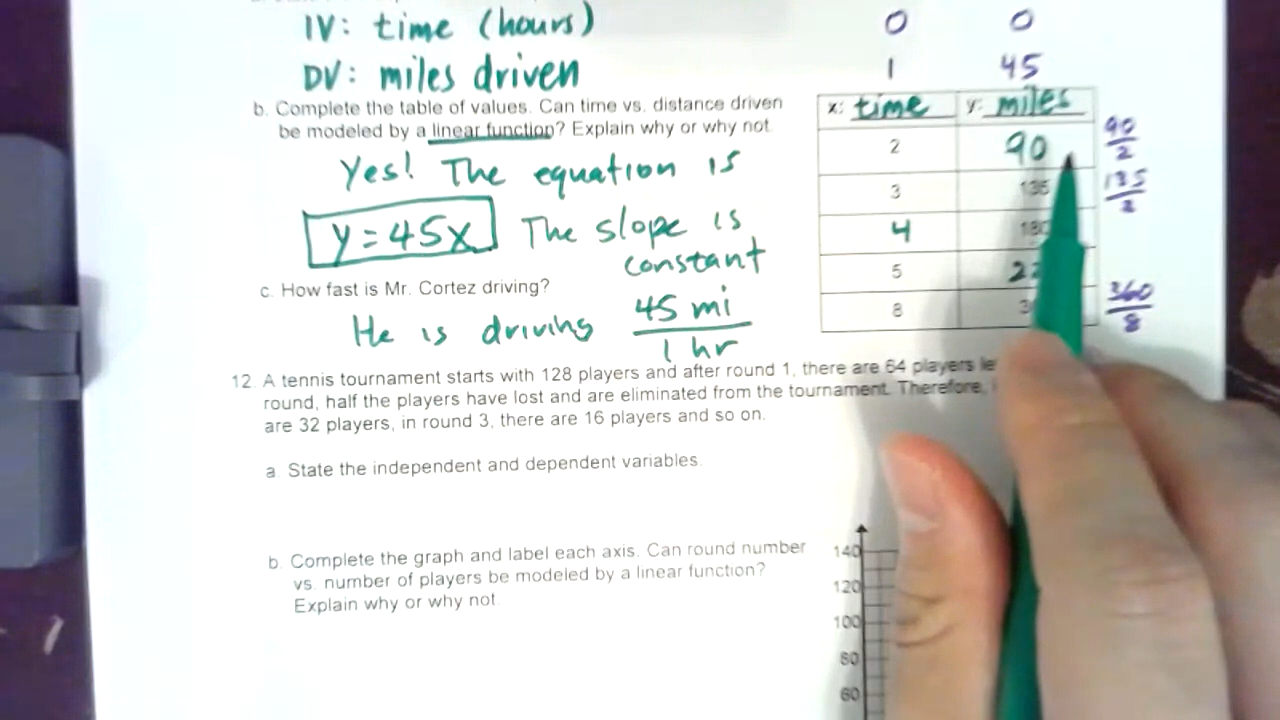 IV: time (hours)
0 0
DV: miles driven
1 45
b. Complete the table of values. Can time vs. distance driven
be modeled by a linear function? Explain why or why not.
Yes! The equation is
y = 45x The slope is
constant
x: time y: miles
2 90
3 135
4
5
8
90/2
360/8
c. How fast is Mr. Cortez driving?
He is driving 45 mi / 1 hr
12. A tennis tournament starts with 128 players and after round 1, there are 64 players
round, half the players have lost and are eliminated from the tournament. Therefore,
are 32 players, in round 3, there are 16 players and so on.
a State the independent and dependent variables.
b. Complete the graph and label each axis. Can round number
vs. number of players be modeled by a linear function?
Explain why or why not.
140
120
100
80
60